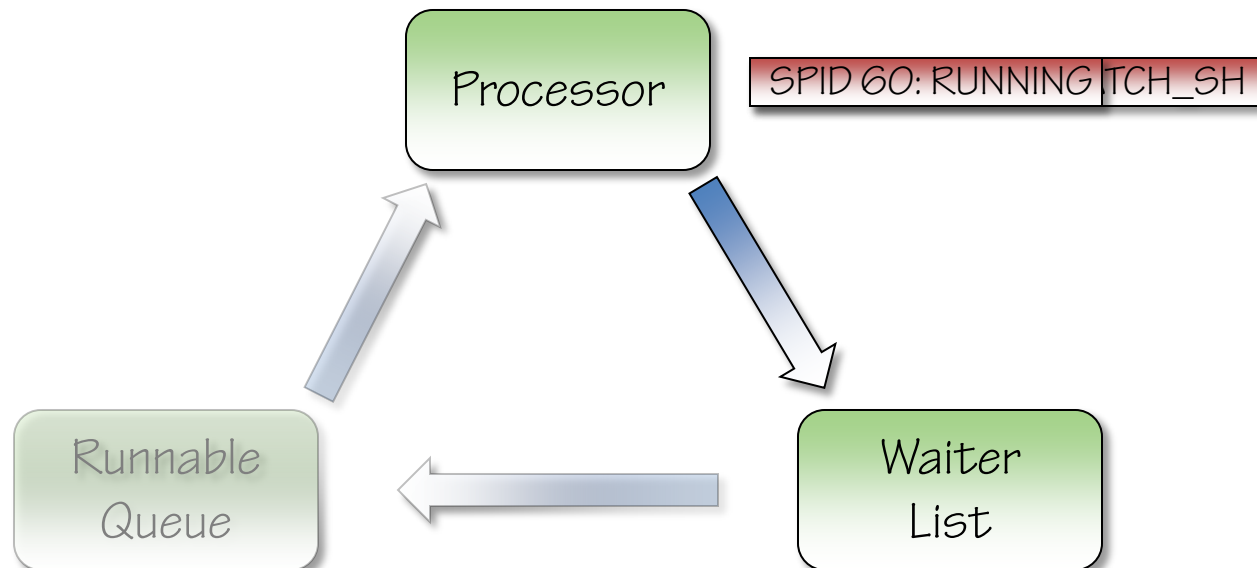 Processor
SPID 60: RUNNING
TCH_SH
Runnable
Queue
Waiter
List